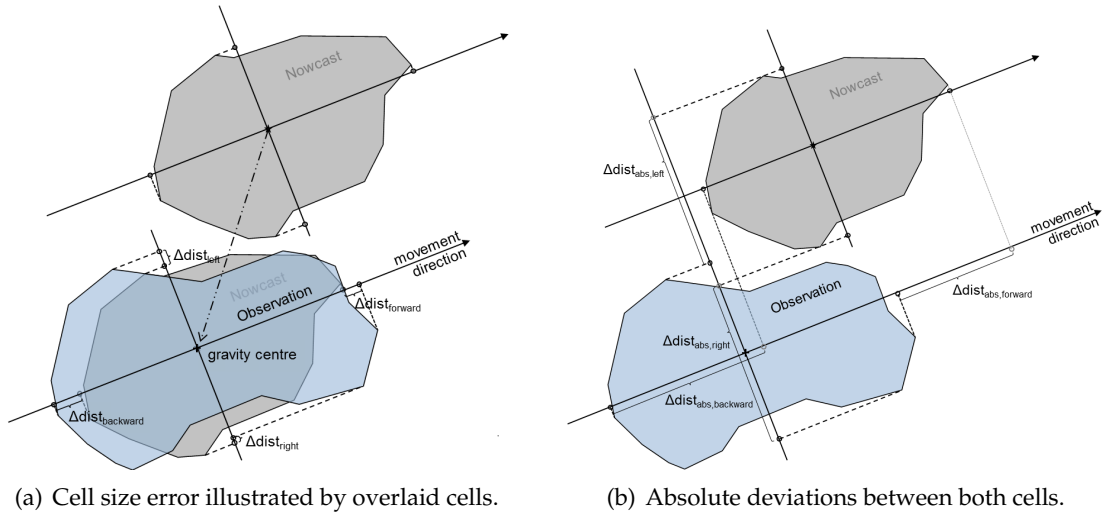 Nowcast
Δdist_left
movement
direction
Nowcast
Observation
Δdist_forward
gravity centre
Δdist_backward
Δdist_right
(a) Cell size error illustrated by overlaid cells.
Nowcast
Δdist_abs,left
movement
direction
Observation
Δdist_abs,forward
Δdist_abs,right
Δdist_abs,backward
(b) Absolute deviations between both cells.